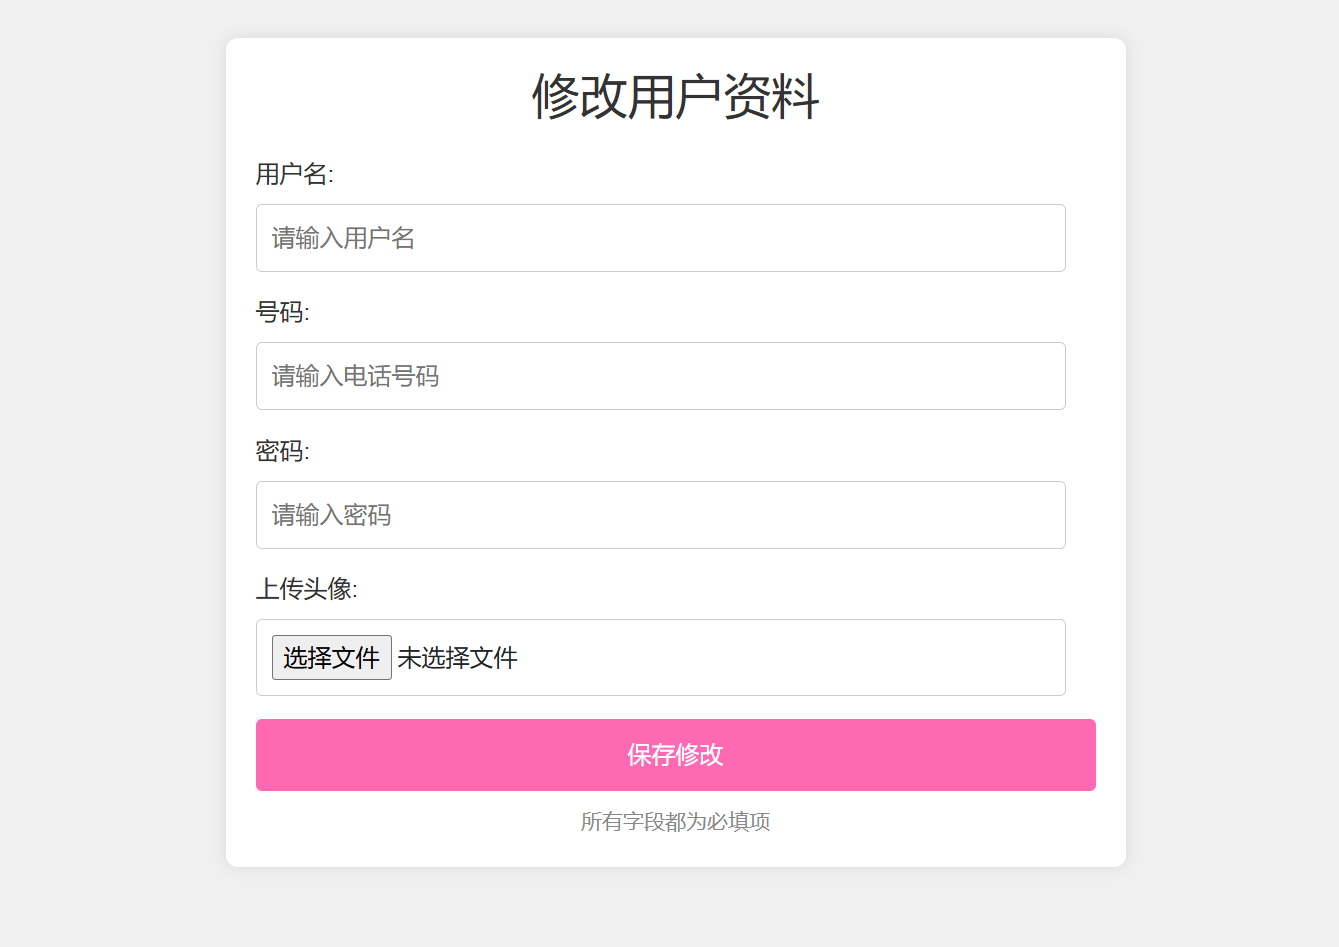 修改用户资料
用户名:
请输入用户名
号码:
请输入电话号码
密码:
请输入密码
上传头像:
选择文件 未选择文件
保存修改
所有字段都为必填项